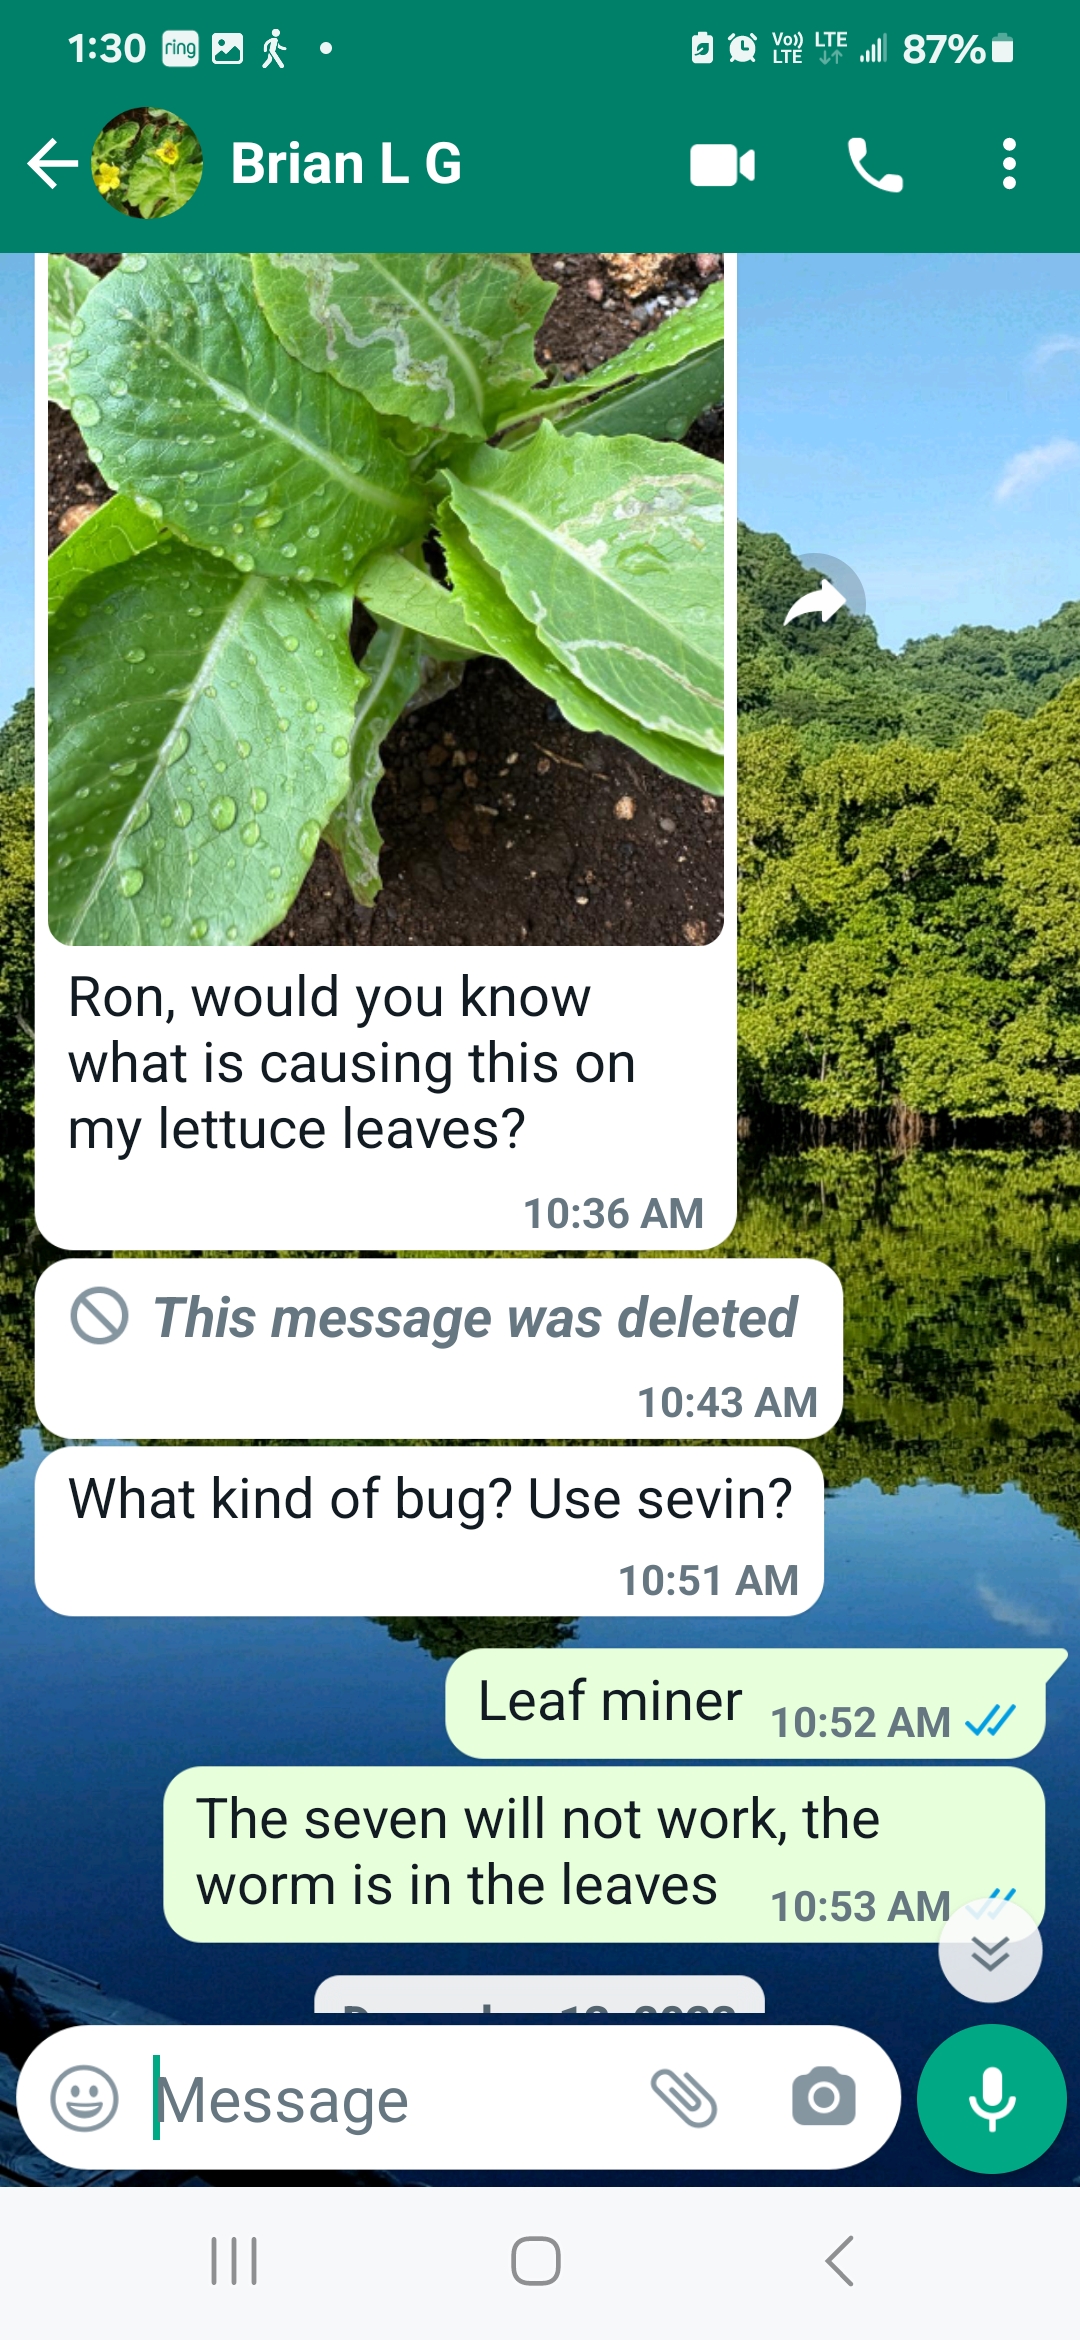 1:30 ring Vo)) LTE LTE 87%
Brian L G
Ron, would you know
what is causing this on
my lettuce leaves?
10:36 AM
This message was deleted
10:43 AM
What kind of bug? Use sevin?
10:51 AM
Leaf miner 10:52 AM
The seven will not work, the
worm is in the leaves 10:53 AM
Message